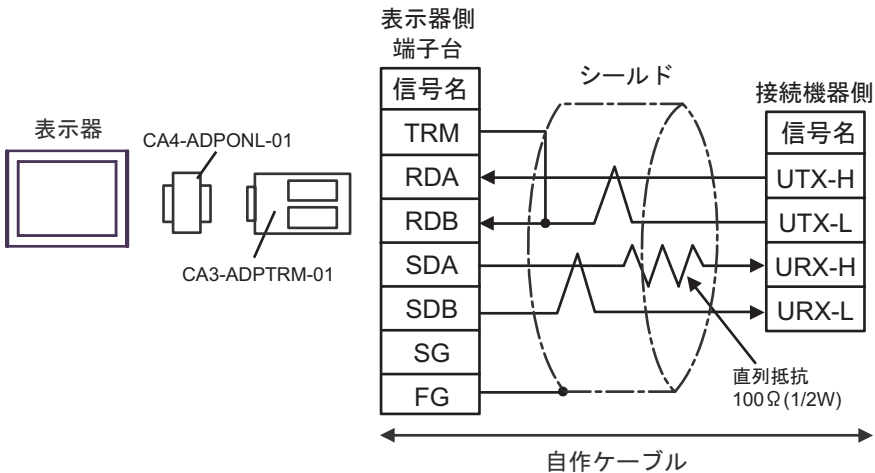 表示器
CA4-ADPONL-01
CA3-ADPTRM-01
表示器側
端子台
信号名
TRM
RDA
RDB
SDA
SDB
SG
FG
シールド
接続機器側
信号名
UTX-H
UTX-L
URX-H
URX-L
直列抵抗
100Ω(1/2W)
自作ケーブル